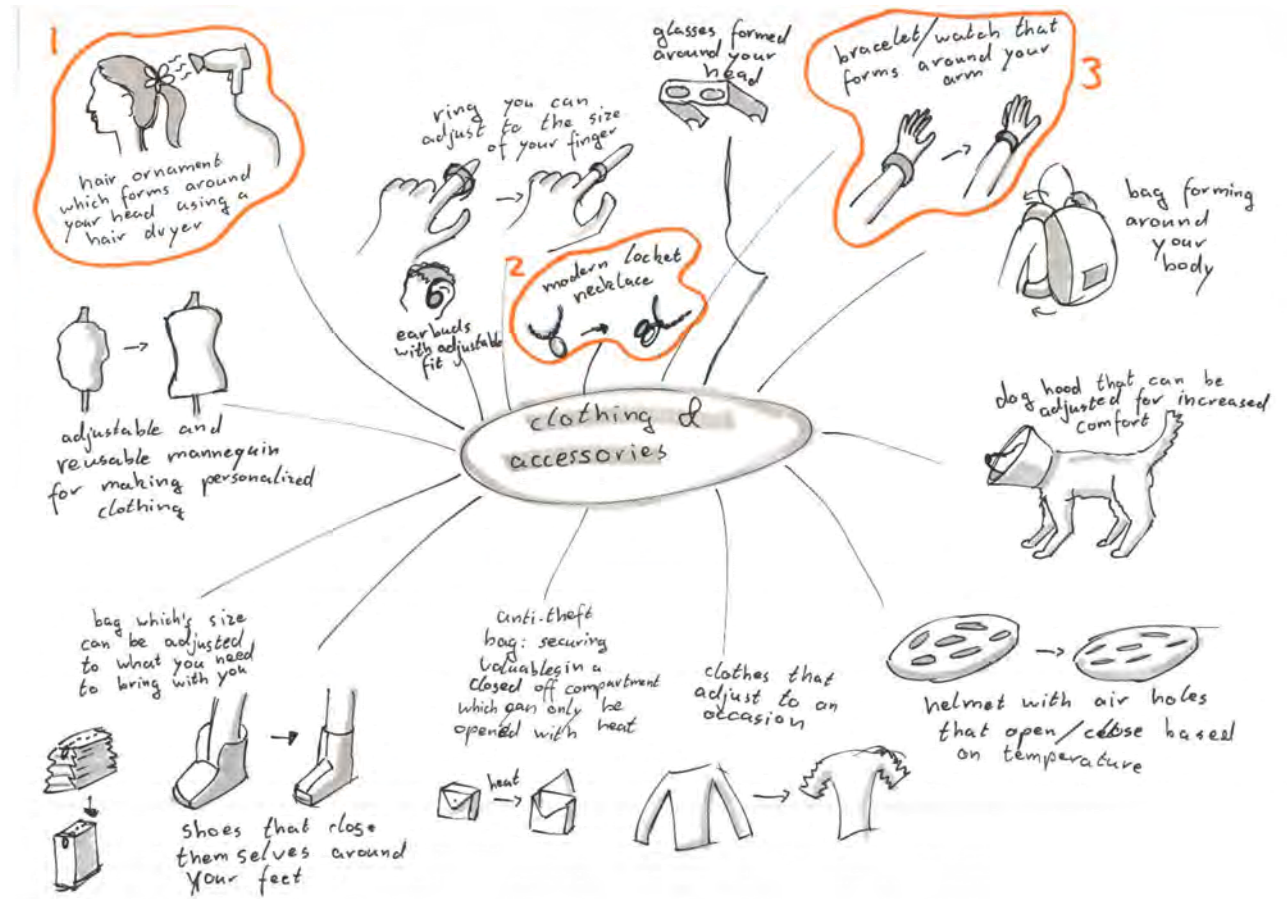 1
hair ornament
which forms around
your head using a
hair dryer
ring you can
adjust to the size
of your finger
glasses formed
around your
head
bracelet/watch that
forms around your
arm
3
bag forming
around
your
body
2
modern locket
necklace
earbuds
with adjustable
fit
adjustable and
reusable mannequin
for making personalized
clothing
clothing &
accessories
dog hood that can be
adjusted for increased
comfort
bag which's size
can be adjusted
to what you need
to bring with you
shoes that close
themselves around
your feet
anti-theft
bag: securing
valuables in a
closed off compartment
which can only be
opened with heat
heat
clothes that
adjust to an
occasion
helmet with air holes
that open/close based
on temperature